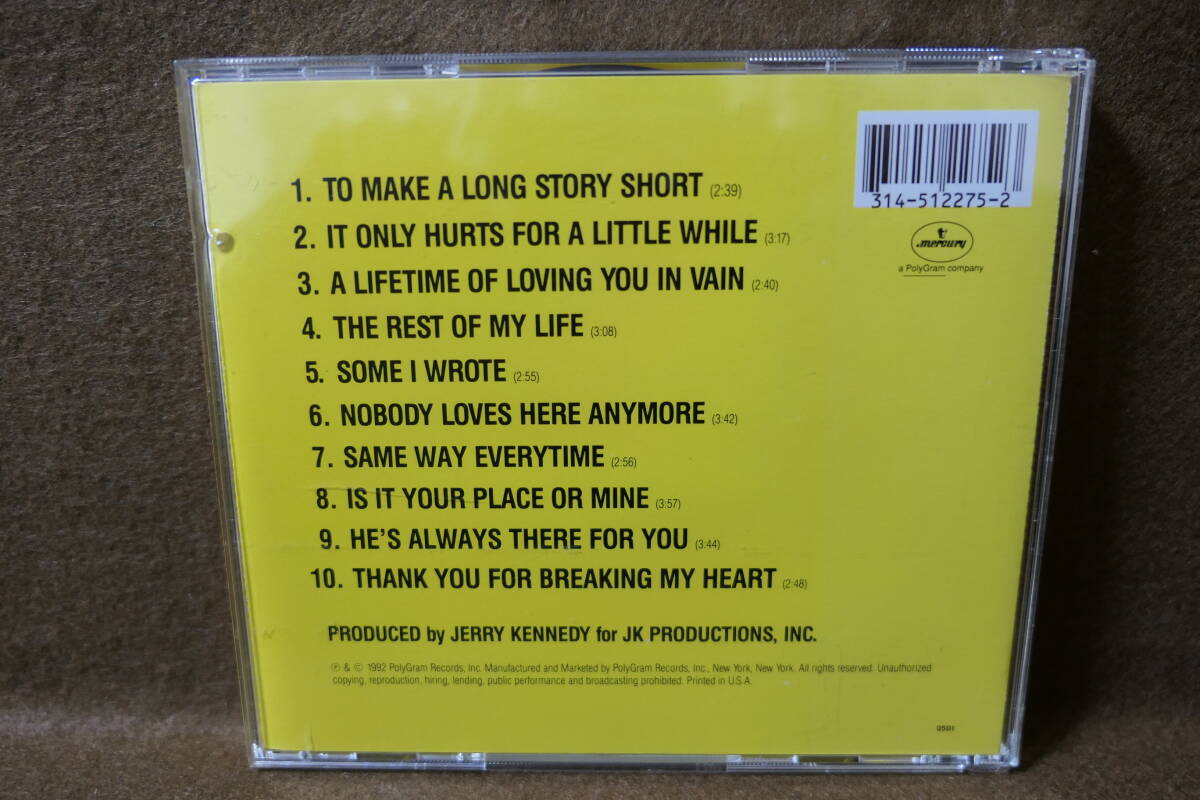 314-512275-2
mercury
a PolyGram company
1. TO MAKE A LONG STORY SHORT (2:39)
2. IT ONLY HURTS FOR A LITTLE WHILE (3:17)
3. A LIFETIME OF LOVING YOU IN VAIN (2:40)
4. THE REST OF MY LIFE (3:08)
5. SOME I WROTE (2:55)
6. NOBODY LOVES HERE ANYMORE (3:42)
7. SAME WAY EVERYTIME (2:56)
8. IS IT YOUR PLACE OR MINE (3:57)
9. HE'S ALWAYS THERE FOR YOU (3:44)
10. THANK YOU FOR BREAKING MY HEART (2:48)
PRODUCED by JERRY KENNEDY for JK PRODUCTIONS, INC.
℗ & © 1992 PolyGram Records, Inc. Manufactured and Marketed by PolyGram Records, Inc., New York, New York. All rights reserved. Unauthorized
copying, reproduction, hiring, lending, public performance and broadcasting prohibited. Printed in U.S.A.